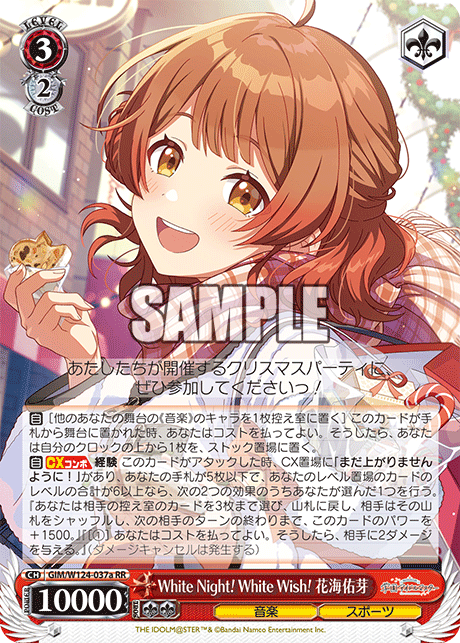 LEVEL
3
2
COST
SAMPLE
あたしたちが開催するクリスマスパーティに、
ぜひ参加してくださいっ！
自 [他のあなたの舞台の《音楽》のキャラを1枚控え室に置く] このカードが手
札から舞台に置かれた時、あなたはコストを払ってよい。そうしたら、あなた
は自分のクロックの上から1枚を、ストック置場に置く。
自 CXコンボ 経験 このカードがアタックした時、CX置場に「まだ上がりません
ように！」があり、あなたの手札が5枚以下で、あなたのレベル置場のカードの
レベルの合計が6以上なら、次の2つの効果のうちあなたが選んだ1つを行う。
『あなたは相手の控え室のカードを3枚まで選び、山札に戻し、相手はその山
札をシャッフルし、次の相手のターンの終わりまで、このカードのパワーを
+1500。』『[①] あなたはコストを払ってよい。そうしたら、相手に2ダメージ
を与える。』（ダメージキャンセルは発生する）
CH GIM/W124-037a RR
POWER
10000
SOUL
White Night! White Wish! 花海佑芽
音楽
スポーツ
THE IDOLM@STER™& ©Bandai Namco Entertainment Inc.